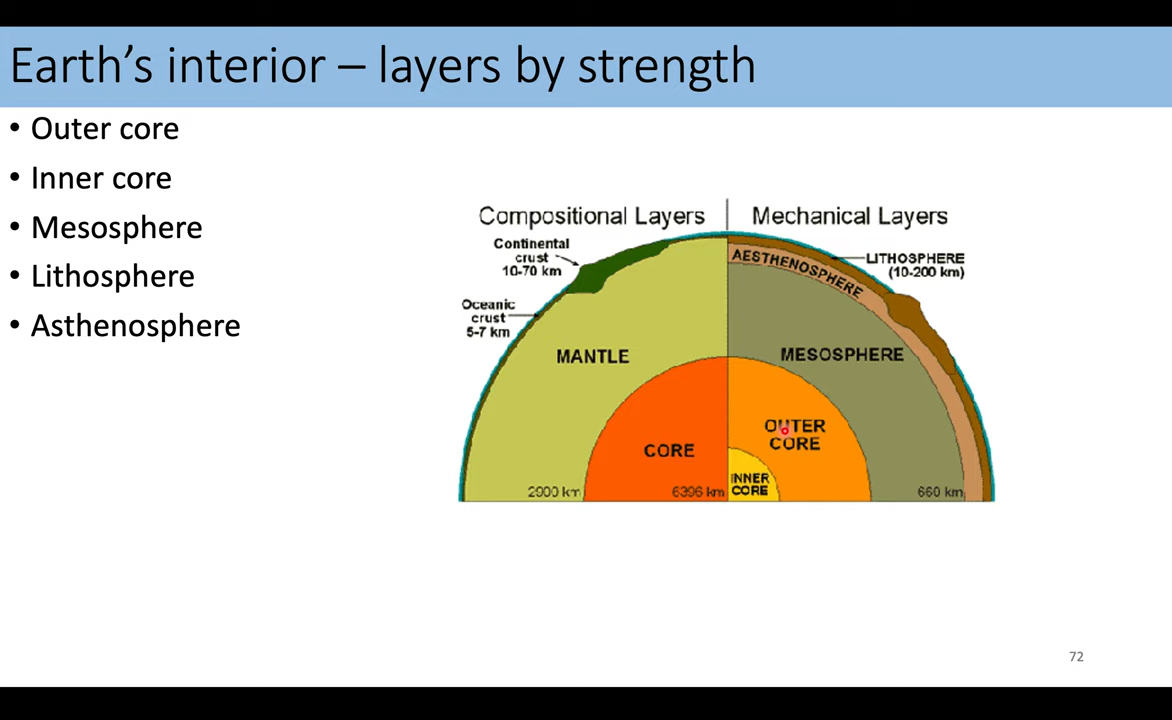 Earth's interior – layers by strength
• Outer core
• Inner core
• Mesosphere
• Lithosphere
• Asthenosphere
Compositional Layers
Mechanical Layers
Continental
crust
10-70 km
Oceanic
crust
5-7 km
MANTLE
CORE
2900 km
6396 km
LITHOSPHERE
(10-200 km)
AESTHENOSPHERE
MESOSPHERE
OUTER
CORE
INNER
CORE
660 km
72